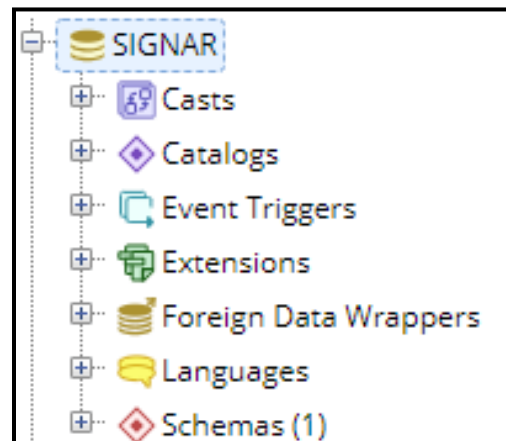 SIGNAR
Casts
Catalogs
Event Triggers
Extensions
Foreign Data Wrappers
Languages
Schemas (1)